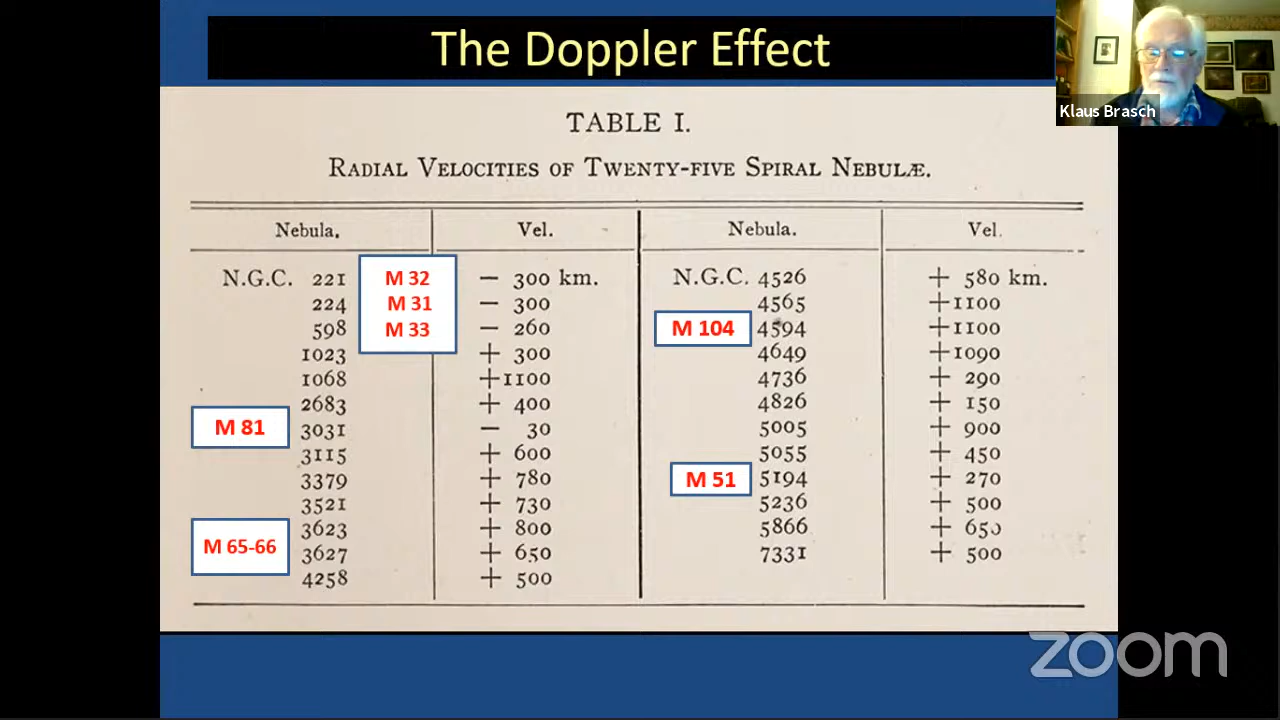 The Doppler Effect
Klaus Brasch
TABLE I.
RADIAL VELOCITIES OF TWENTY-FIVE SPIRAL NEBULÆ.
Nebula. Vel. Nebula. Vel.
N.G.C. 221 M 32 − 300 km. N.G.C. 4526 + 580 km.
224 M 31 − 300 4565 +1100
598 M 33 − 260 M 104 4594 +1100
1023 + 300 4649 +1090
1068 +1100 4736 + 290
2683 + 400 4826 + 150
M 81 3031 − 30 5005 + 900
3115 + 600 5055 + 450
3379 + 780 M 51 5194 + 270
3521 + 730 5236 + 500
3623 + 800 5866 + 650
M 65-66 3627 + 650 7331 + 500
4258 + 500
zoom